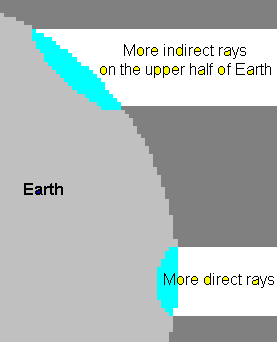 More indirect rays
on the upper half of Earth
Earth
More direct rays